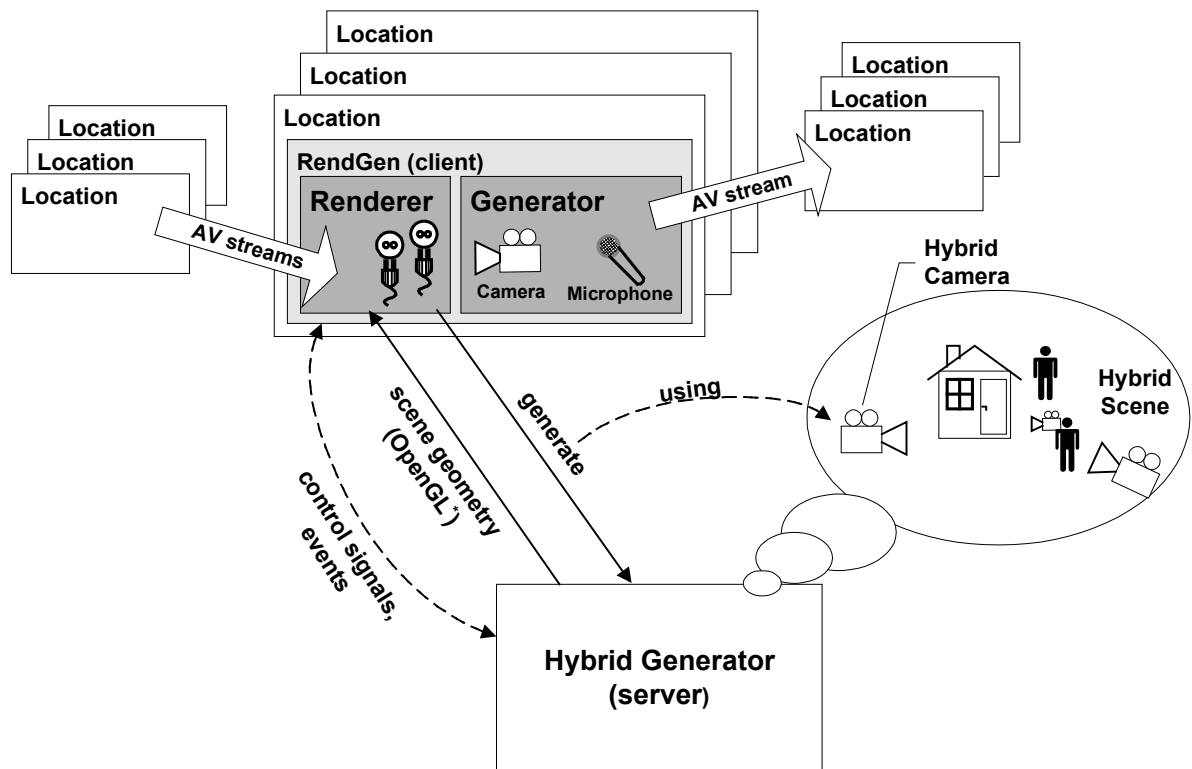 Location
Location
Location
Location
Location
Location
RendGen (client)
Renderer
Generator
Camera
Microphone
AV streams
AV stream
Location
Location
Location
Hybrid
Camera
Hybrid
Scene
using
generate
scene geometry
(OpenGL*)
control signals,
events
Hybrid Generator
(server)